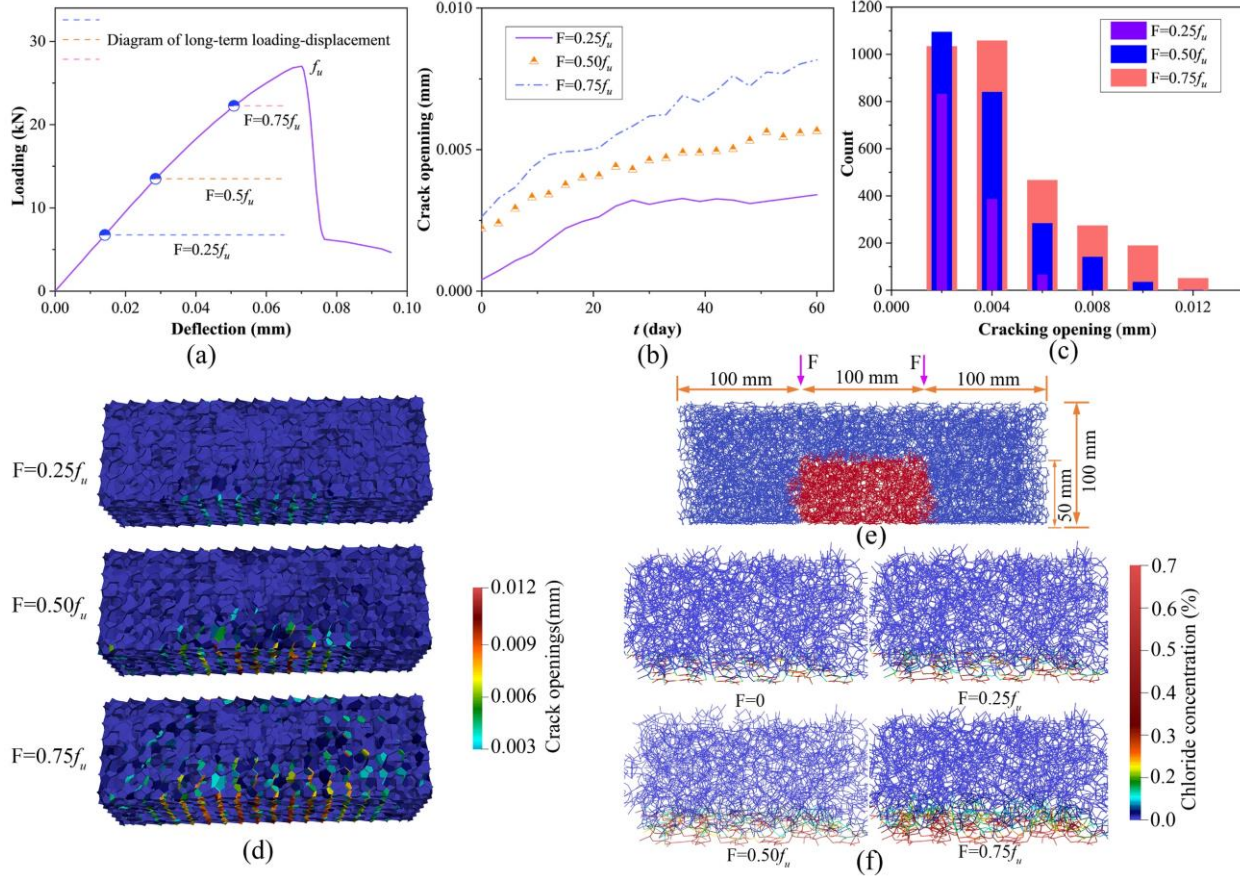 30
20
10
0
Loading (kN)
Diagram of long-term loading-displacement
f_u
F=0.75f_u
F=0.5f_u
F=0.25f_u
0.00 0.02 0.04 0.06 0.08 0.10
Deflection (mm)
(a)
0.010
0.005
0.000
Crack openning (mm)
F=0.25f_u
F=0.50f_u
F=0.75f_u
0 20 40 60
t (day)
(b)
1200
1000
800
600
400
200
0
Count
F=0.25f_u
F=0.50f_u
F=0.75f_u
0.000 0.004 0.008 0.012
Cracking opening (mm)
(c)
F=0.25f_u
F=0.50f_u
F=0.75f_u
0.012
0.009
0.006
0.003
Crack openings(mm)
(d)
F F
100 mm 100 mm 100 mm
50 mm
100 mm
(e)
F=0 F=0.25f_u
F=0.50f_u F=0.75f_u
0.7
0.6
0.5
0.4
0.3
0.2
0.1
0.0
Chloride concentration (%)
(f)